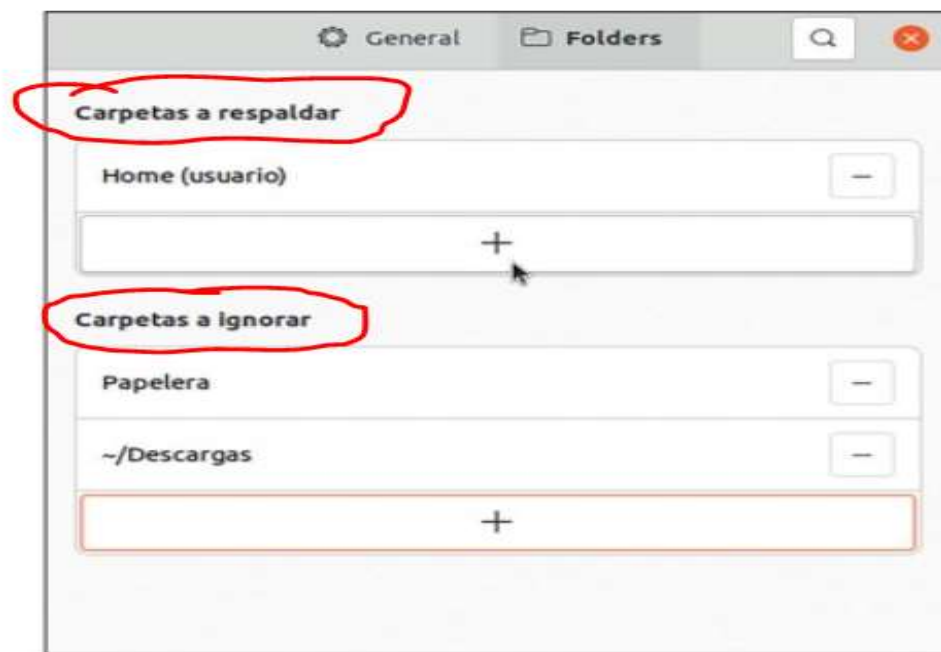 General Folders
Carpetas a respaldar
Home (usuario)
Carpetas a ignorar
Papelera
~/Descargas